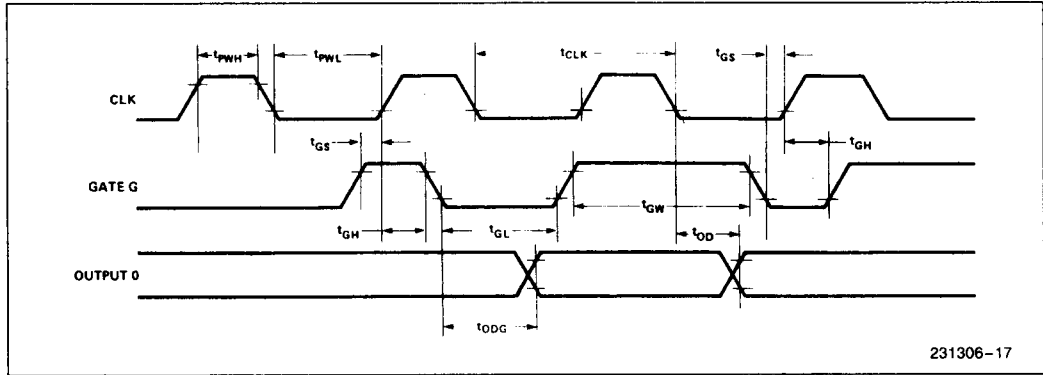 tPWH tPWL tCLK tGS
CLK
tGS tGH
GATE G
tGW
tGH tGL tOD
OUTPUT 0
tODG
231306–17